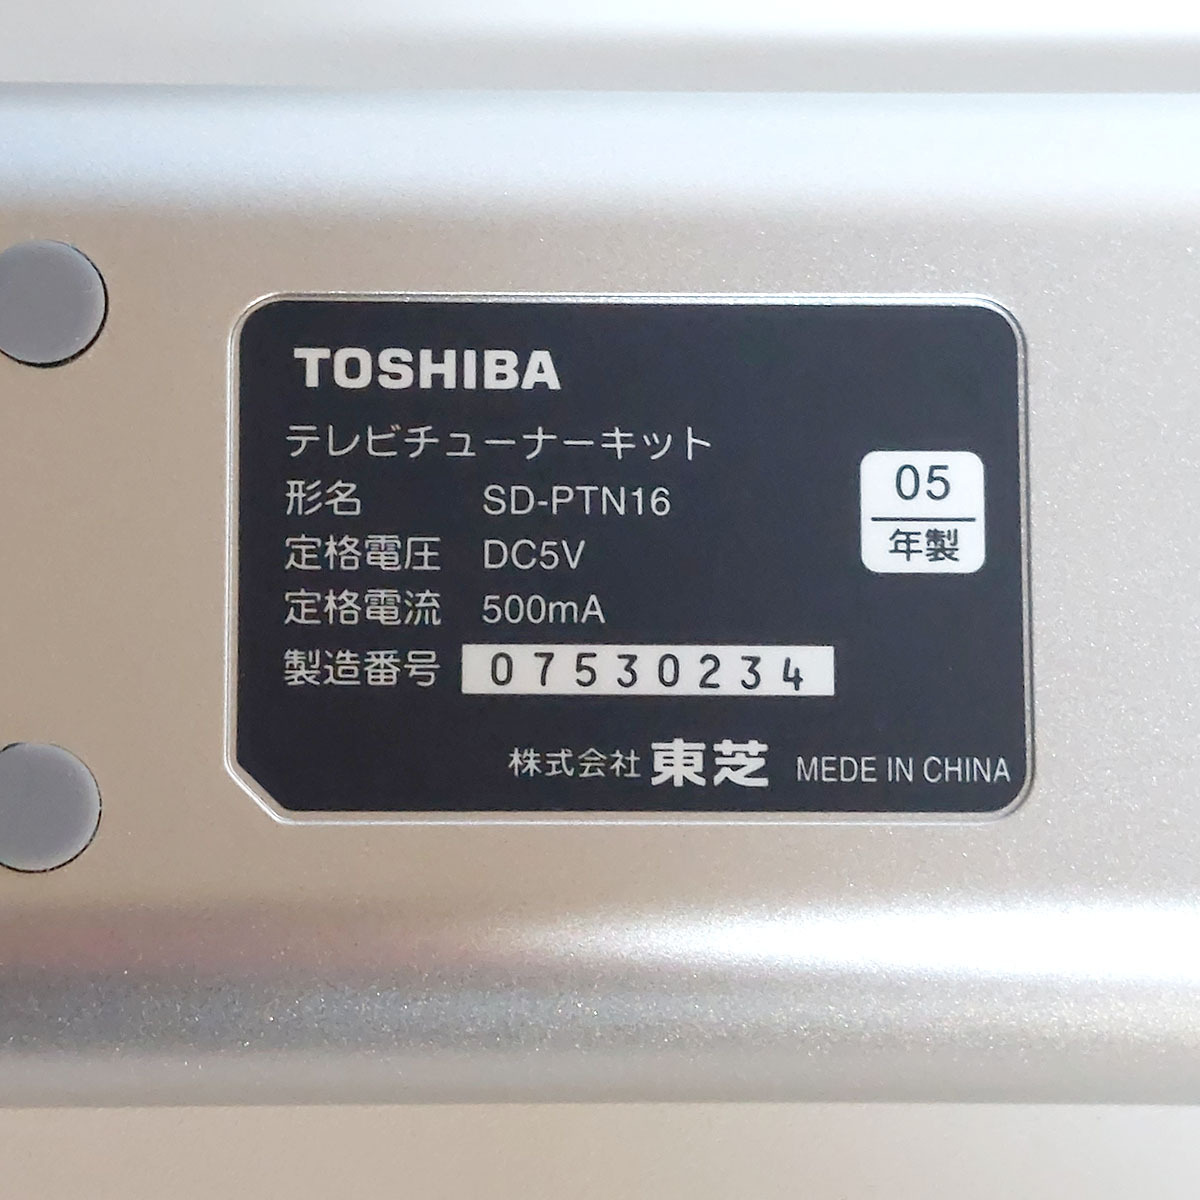 TOSHIBA
テレビチューナーキット
形名 SD-PTN16
05
年製
定格電圧 DC5V
定格電流 500mA
製造番号 07530234
株式会社 東芝 MEDE IN CHINA